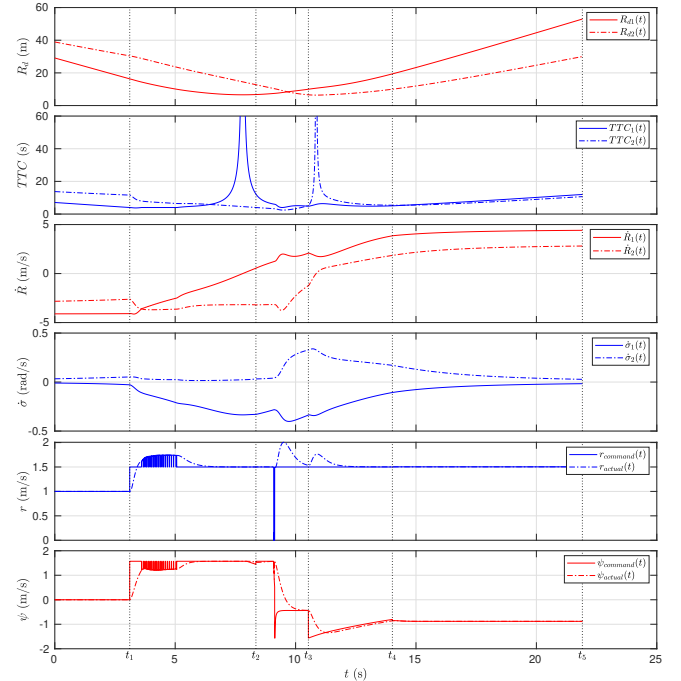 60
40
20
0
R_d (m)
R_{d1}(t)
R_{d2}(t)
60
40
20
0
TTC (s)
TTC_1(t)
TTC_2(t)
5
0
-5
Ṙ (m/s)
Ṙ_1(t)
Ṙ_2(t)
0.5
0
-0.5
σ̇ (rad/s)
σ̇_1(t)
σ̇_2(t)
2
1.5
1
0.5
0
r (m/s)
r_{command}(t)
r_{actual}(t)
2
1
0
-1
-2
ψ (m/s)
ψ_{command}(t)
ψ_{actual}(t)
0 5 10 15 20 25
t_1 t_2 t_3 t_4 t_5
t (s)